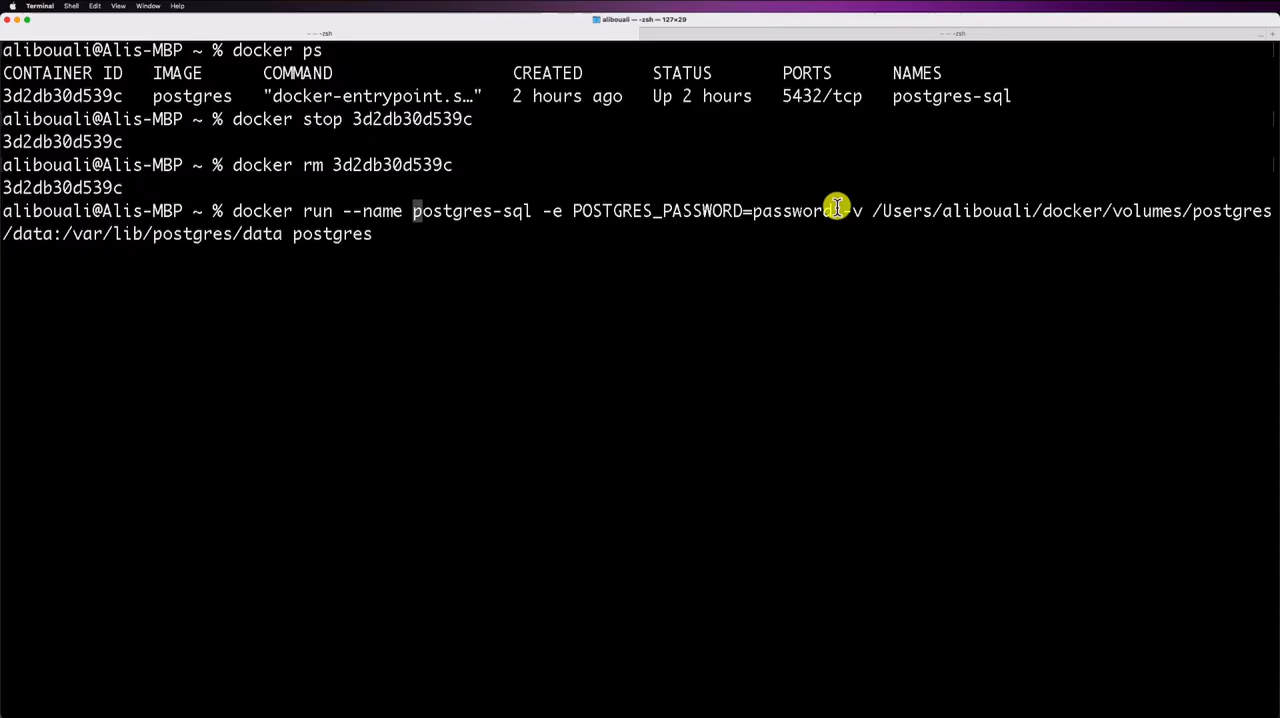 Terminal Shell Edit View Window Help
alibouali — -zsh — 127×29
-- -zsh
-- -zsh
alibouali@Alis-MBP ~ % docker ps
CONTAINER ID IMAGE COMMAND CREATED STATUS PORTS NAMES
3d2db30d539c postgres "docker-entrypoint.s…" 2 hours ago Up 2 hours 5432/tcp postgres-sql
alibouali@Alis-MBP ~ % docker stop 3d2db30d539c
3d2db30d539c
alibouali@Alis-MBP ~ % docker rm 3d2db30d539c
3d2db30d539c
alibouali@Alis-MBP ~ % docker run --name postgres-sql -e POSTGRES_PASSWORD=password -v /Users/alibouali/docker/volumes/postgres
/data:/var/lib/postgres/data postgres